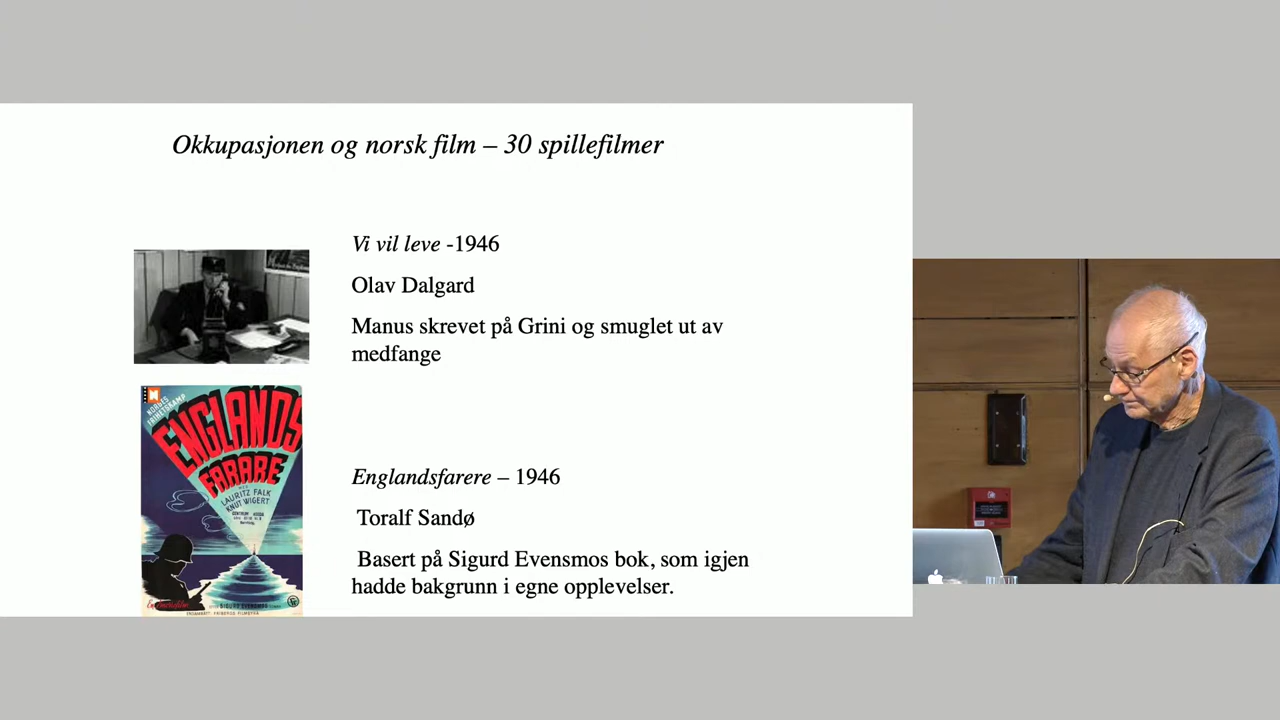 Okkupasjonen og norsk film – 30 spillefilmer
Vi vil leve -1946
Olav Dalgard
Manus skrevet på Grini og smuglet ut av
medfange
NORGES
FRIHETSKAMP
ENGLANDS
FARARE
LAURITZ FALK
KNUT WIGERT
Englandsfarere – 1946
Toralf Sandø
Basert på Sigurd Evensmos bok, som igjen
hadde bakgrunn i egne opplevelser.